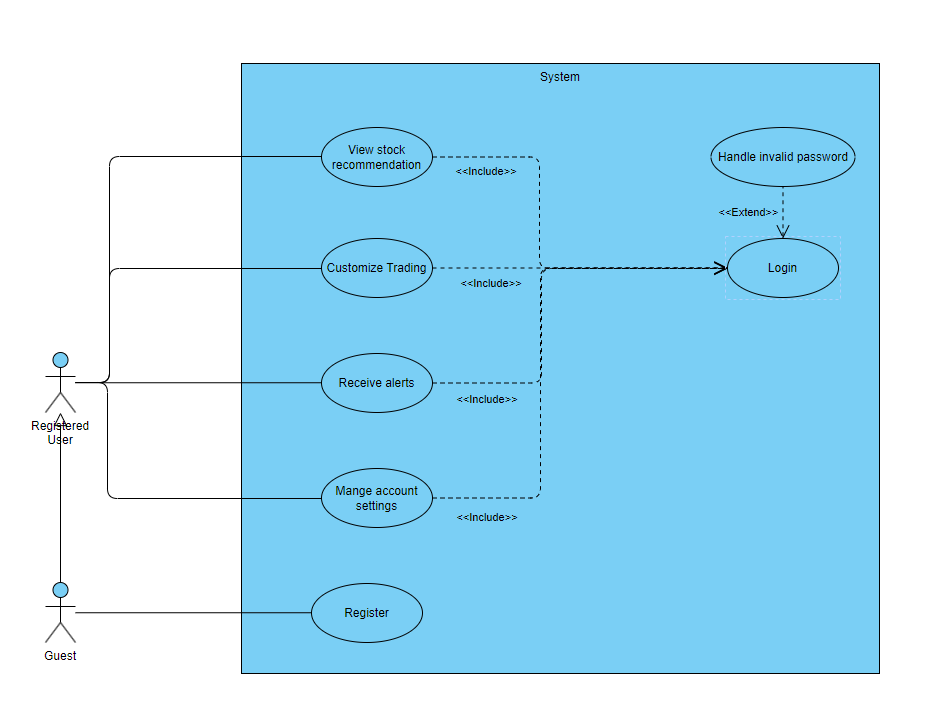 System
View stock
recommendation
<<Include>>
Handle invalid password
<<Extend>>
Customize Trading
<<Include>>
Login
Receive alerts
<<Include>>
Registered
User
Mange account
settings
<<Include>>
Register
Guest